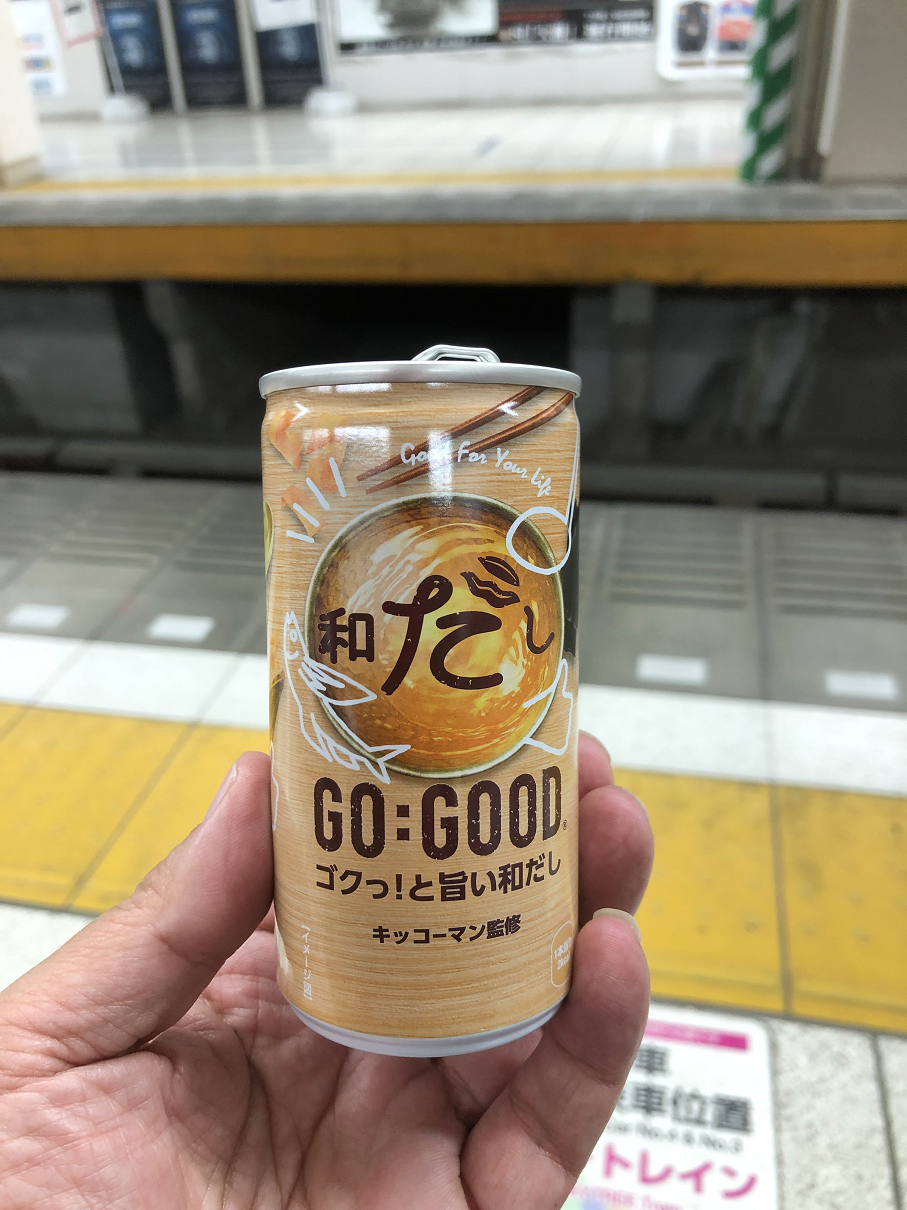 Good For Your Life
和だし
GO:GOOD®
ゴクっ!と旨い和だし
キッコーマン監修
イメージ図
車
車位置
トレイン